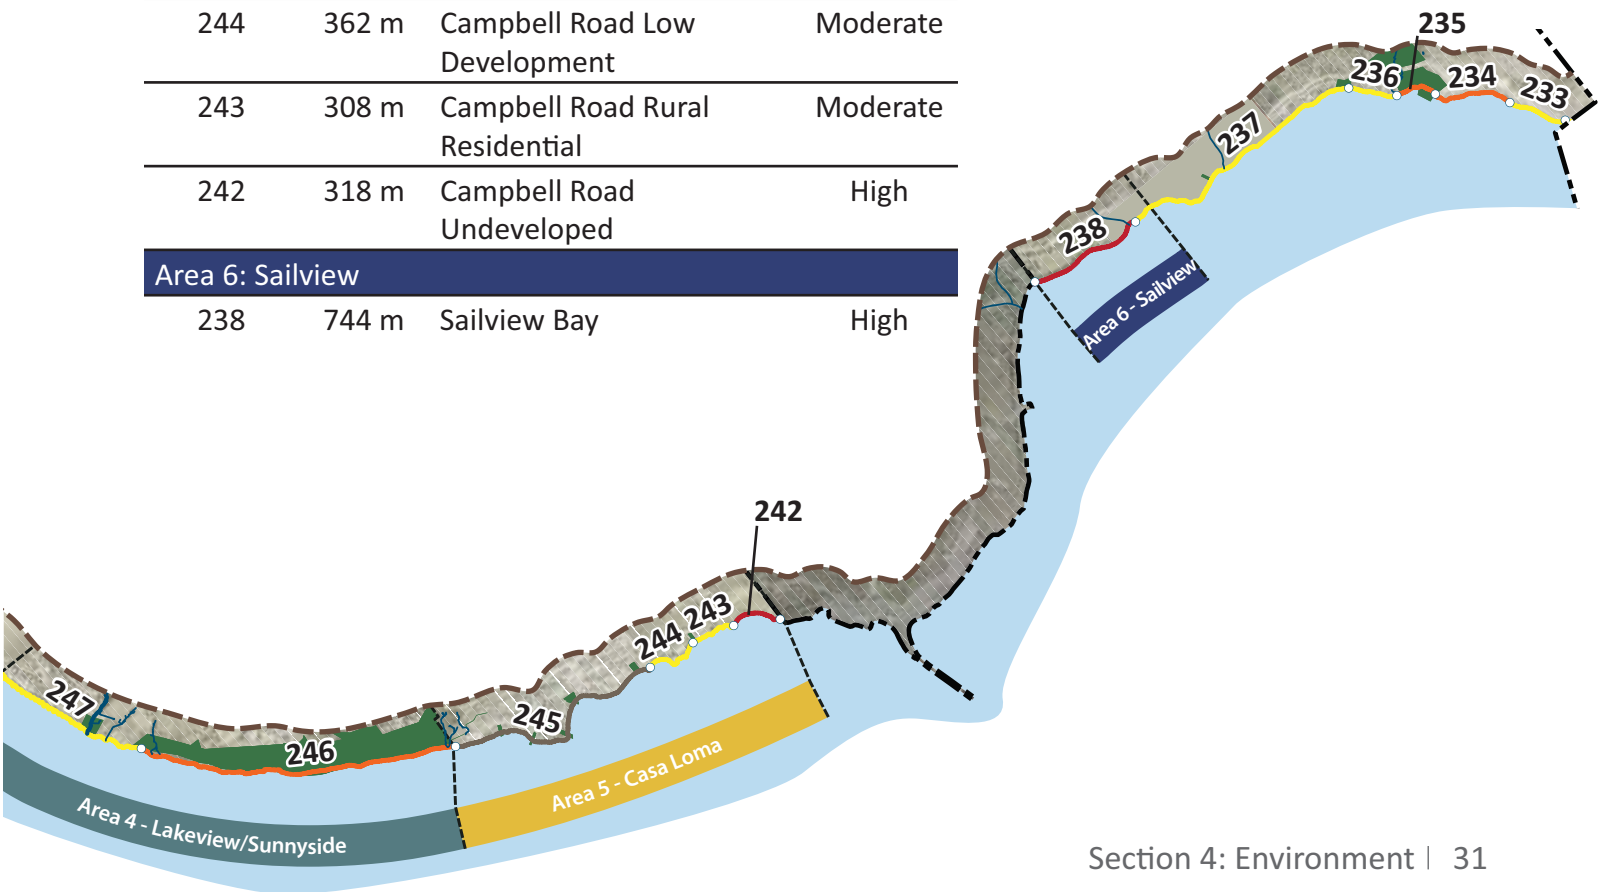 244 362 m Campbell Road Low Moderate
Development
243 308 m Campbell Road Rural Moderate
Residential
242 318 m Campbell Road High
Undeveloped
Area 6: Sailview
238 744 m Sailview Bay High
235
236
234
233
237
238
Area 6 - Sailview
242
243
244
245
247
246
Area 5 - Casa Loma
Area 4 - Lakeview/Sunnyside
Section 4: Environment | 31